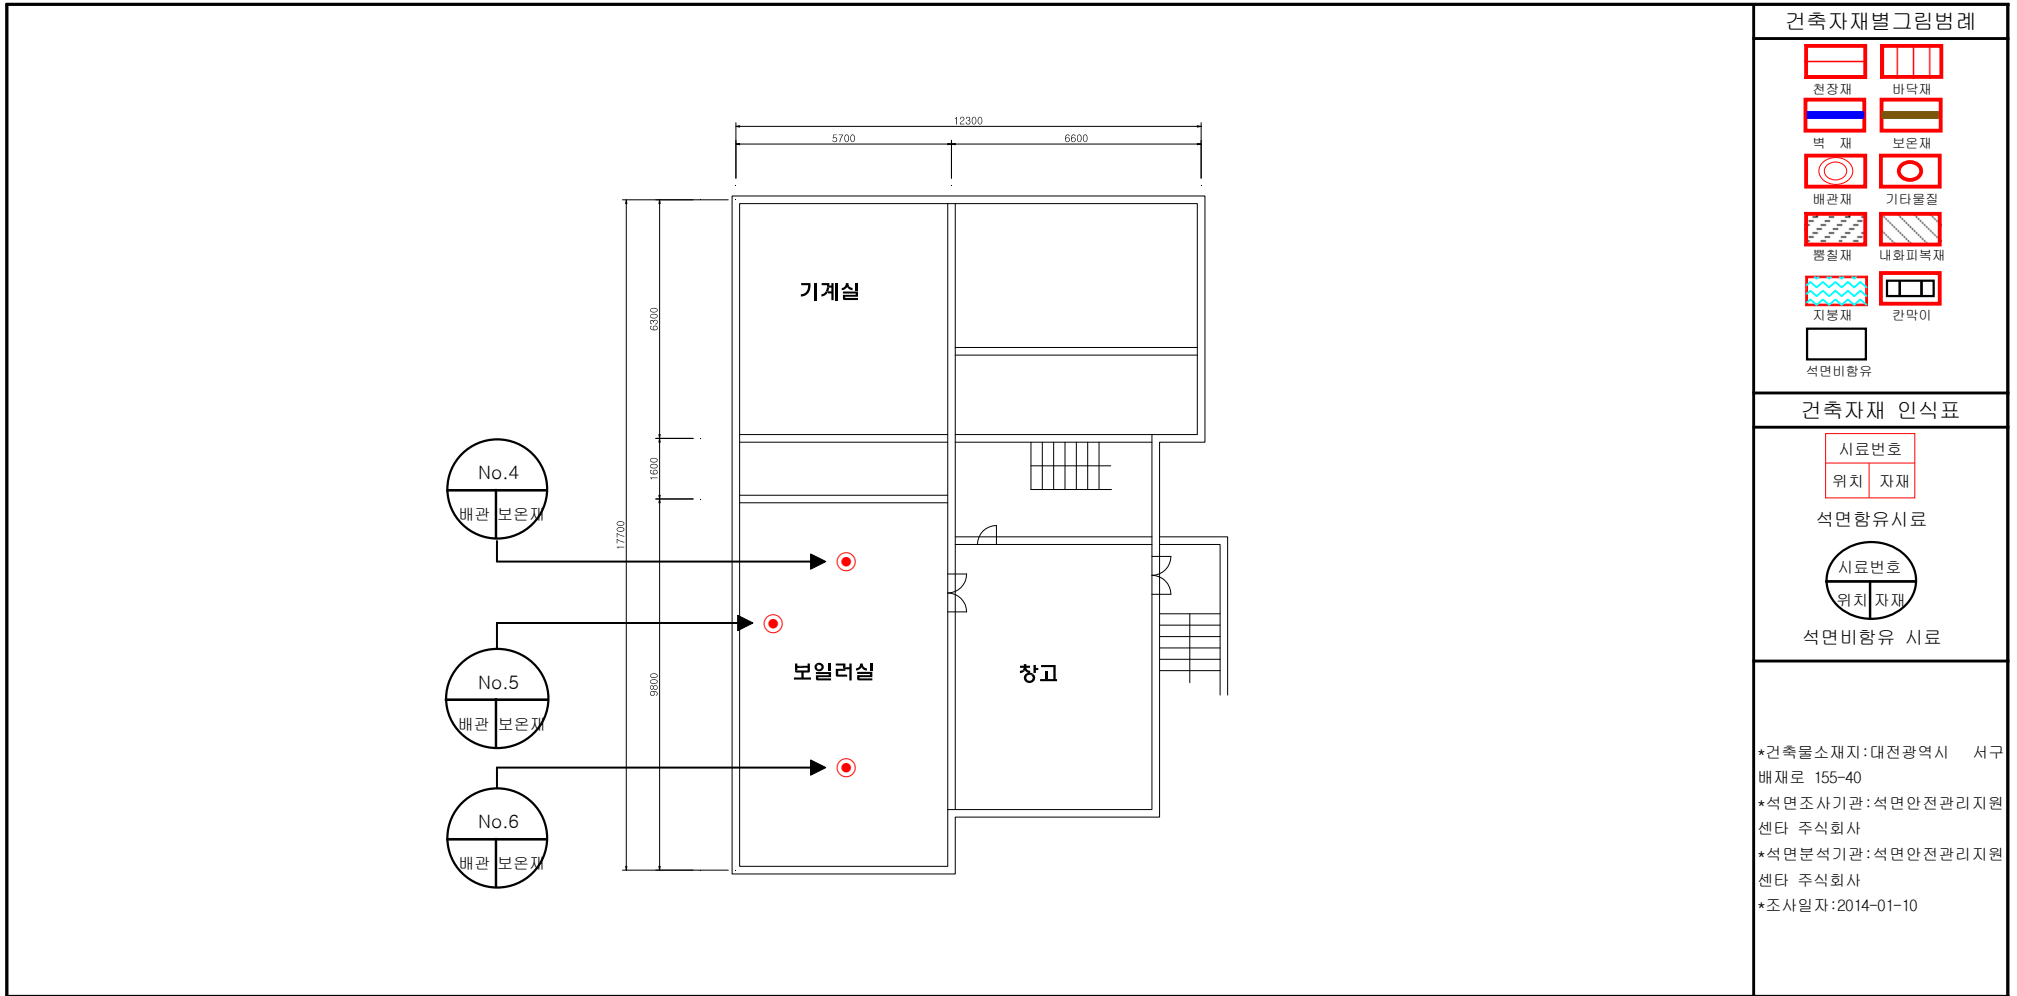 12300
5700
6600
17700
6300
1600
9800
기계실
보일러실
창고
No.4
배관 보온재
No.5
배관 보온재
No.6
배관 보온재
건축자재별그림범례
천장재 바닥재
벽 재 보온재
배관재 기타물질
뿜칠재 내화피복재
지붕재 칸막이
석면비함유
건축자재 인식표
시료번호
위치 자재
석면함유시료
시료번호
위치 자재
석면비함유 시료
*건축물소재지:대전광역시 서구
배재로 155-40
*석면조사기관:석면안전관리지원
센타 주식회사
*석면분석기관:석면안전관리지원
센타 주식회사
*조사일자:2014-01-10